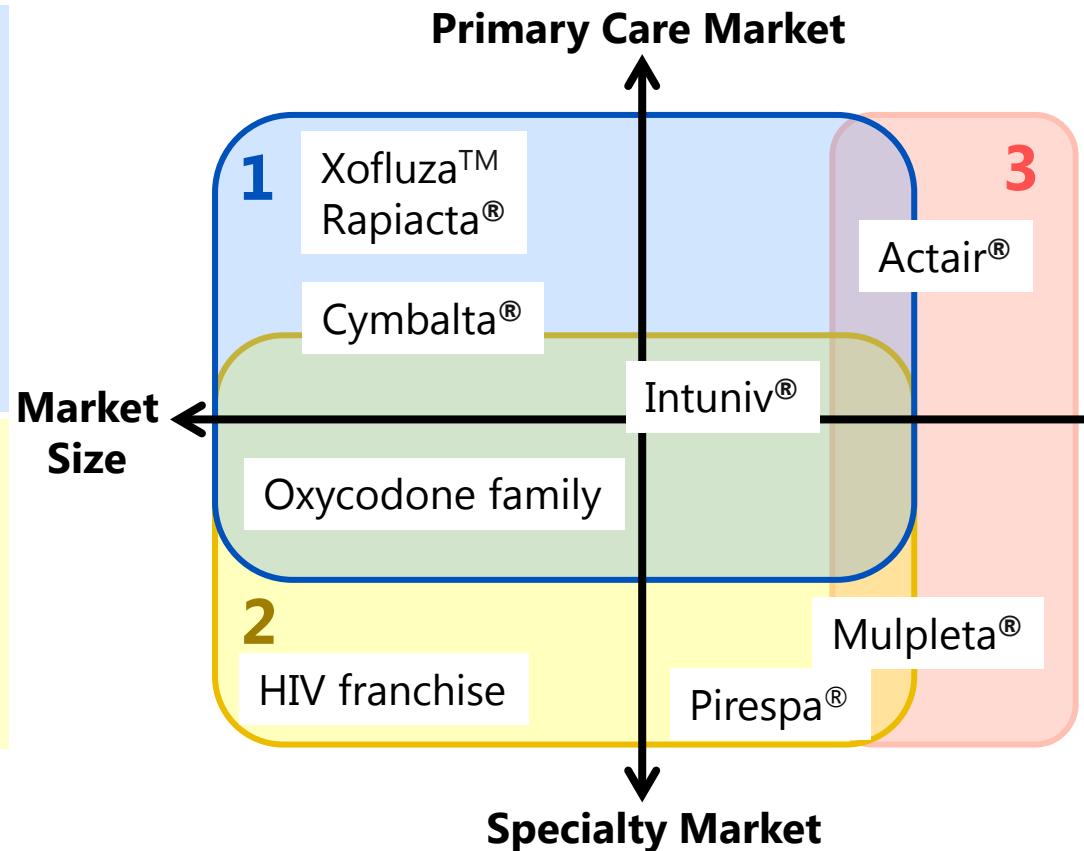 Primary Care Market
1
Xofluza™
Rapiacta®
3
Actair®
Cymbalta®
Intuniv®
Market
Size
Oxycodone family
2
Mulpleta®
HIV franchise
Pirespa®
Specialty Market